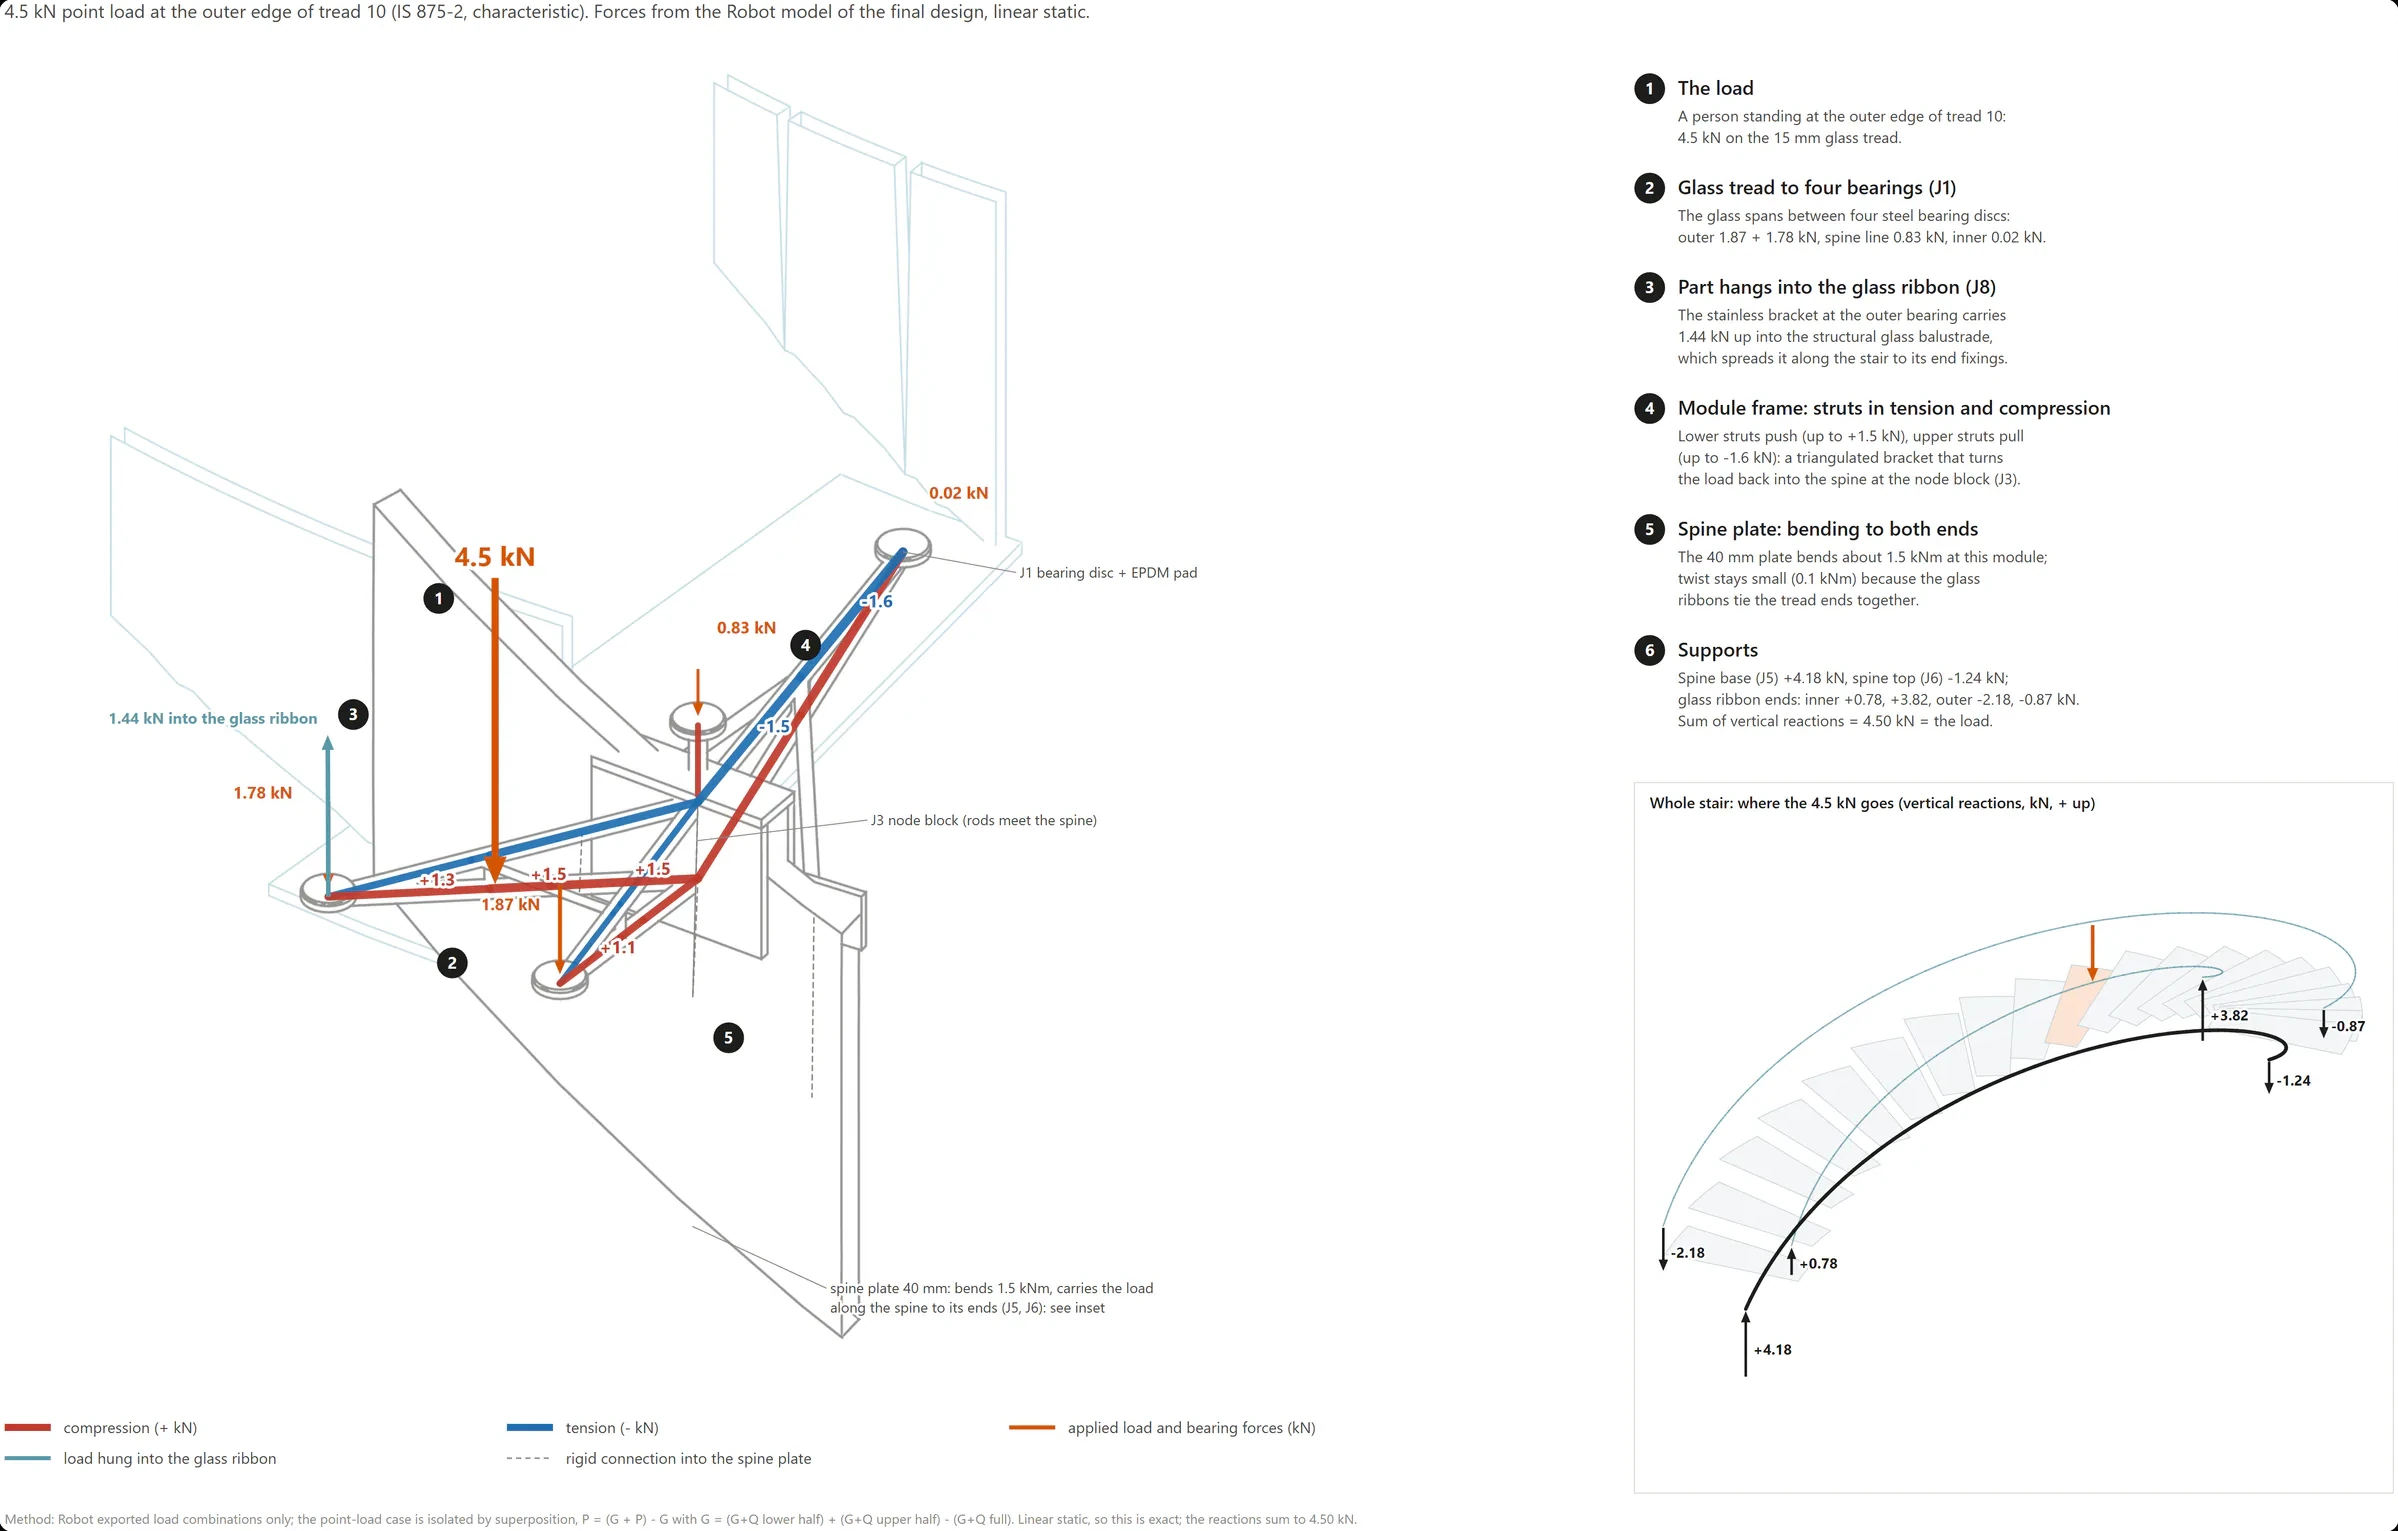 4.5 kN point load at the outer edge of tread 10 (IS 875-2, characteristic). Forces from the Robot model of the final design, linear static.
4.5 kN
1
0.02 kN
J1 bearing disc + EPDM pad
-1.6
0.83 kN
4
3
1.44 kN into the glass ribbon
-1.5
1.78 kN
J3 node block (rods meet the spine)
+1.3
+1.5
+1.5
1.87 kN
+1.1
2
5
spine plate 40 mm: bends 1.5 kNm, carries the load
along the spine to its ends (J5, J6): see inset
1 The load
A person standing at the outer edge of tread 10:
4.5 kN on the 15 mm glass tread.
2 Glass tread to four bearings (J1)
The glass spans between four steel bearing discs:
outer 1.87 + 1.78 kN, spine line 0.83 kN, inner 0.02 kN.
3 Part hangs into the glass ribbon (J8)
The stainless bracket at the outer bearing carries
1.44 kN up into the structural glass balustrade,
which spreads it along the stair to its end fixings.
4 Module frame: struts in tension and compression
Lower struts push (up to +1.5 kN), upper struts pull
(up to -1.6 kN): a triangulated bracket that turns
the load back into the spine at the node block (J3).
5 Spine plate: bending to both ends
The 40 mm plate bends about 1.5 kNm at this module;
twist stays small (0.1 kNm) because the glass
ribbons tie the tread ends together.
6 Supports
Spine base (J5) +4.18 kN, spine top (J6) -1.24 kN;
glass ribbon ends: inner +0.78, +3.82, outer -2.18, -0.87 kN.
Sum of vertical reactions = 4.50 kN = the load.
Whole stair: where the 4.5 kN goes (vertical reactions, kN, + up)
+3.82
-0.87
-1.24
-2.18
+0.78
+4.18
compression (+ kN)
tension (- kN)
applied load and bearing forces (kN)
load hung into the glass ribbon
rigid connection into the spine plate
Method: Robot exported load combinations only; the point-load case is isolated by superposition, P = (G + P) - G with G = (G+Q lower half) + (G+Q upper half) - (G+Q full). Linear static, so this is exact; the reactions sum to 4.50 kN.